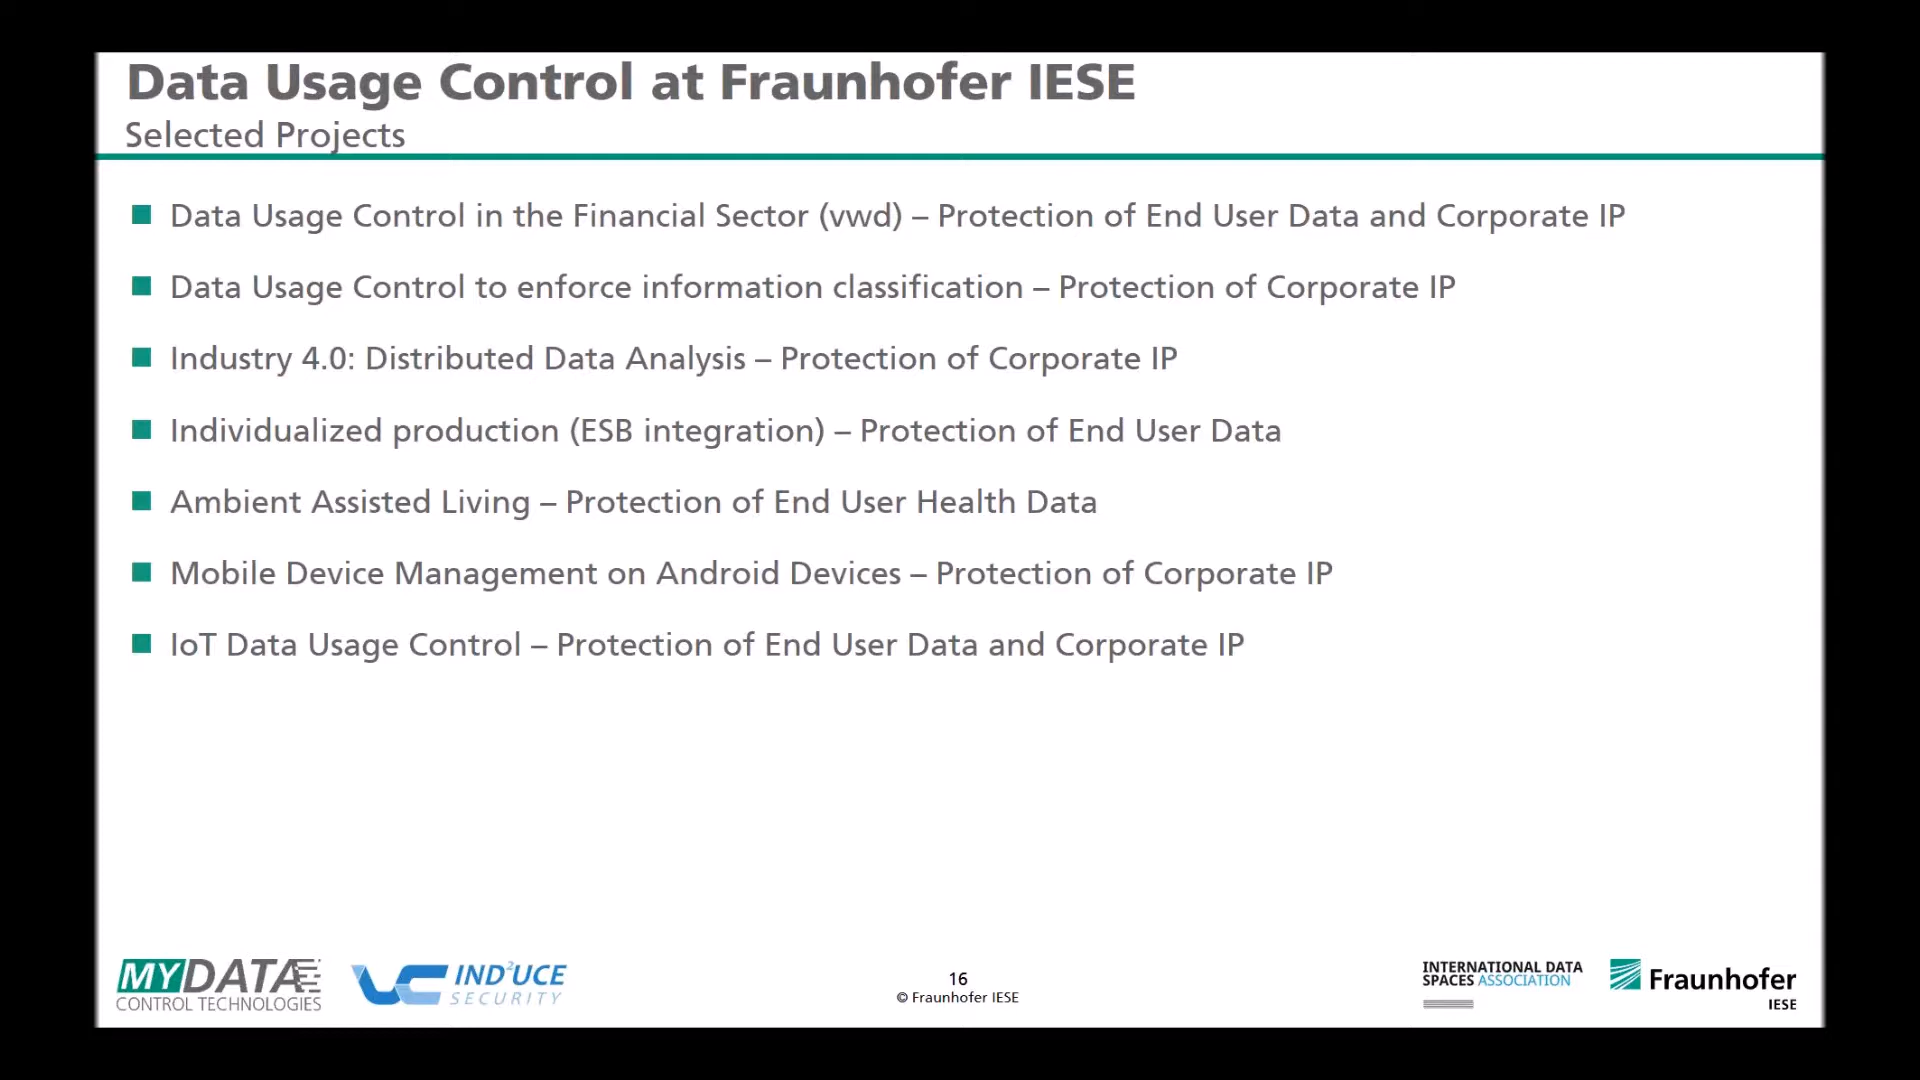 Data Usage Control at Fraunhofer IESE
Selected Projects
Data Usage Control in the Financial Sector (vwd) – Protection of End User Data and Corporate IP
Data Usage Control to enforce information classification – Protection of Corporate IP
Industry 4.0: Distributed Data Analysis – Protection of Corporate IP
Individualized production (ESB integration) – Protection of End User Data
Ambient Assisted Living – Protection of End User Health Data
Mobile Device Management on Android Devices – Protection of Corporate IP
IoT Data Usage Control – Protection of End User Data and Corporate IP
MYDATA
CONTROL TECHNOLOGIES
IND²UCE
SECURITY
16
© Fraunhofer IESE
INTERNATIONAL DATA
SPACES ASSOCIATION
Fraunhofer
IESE